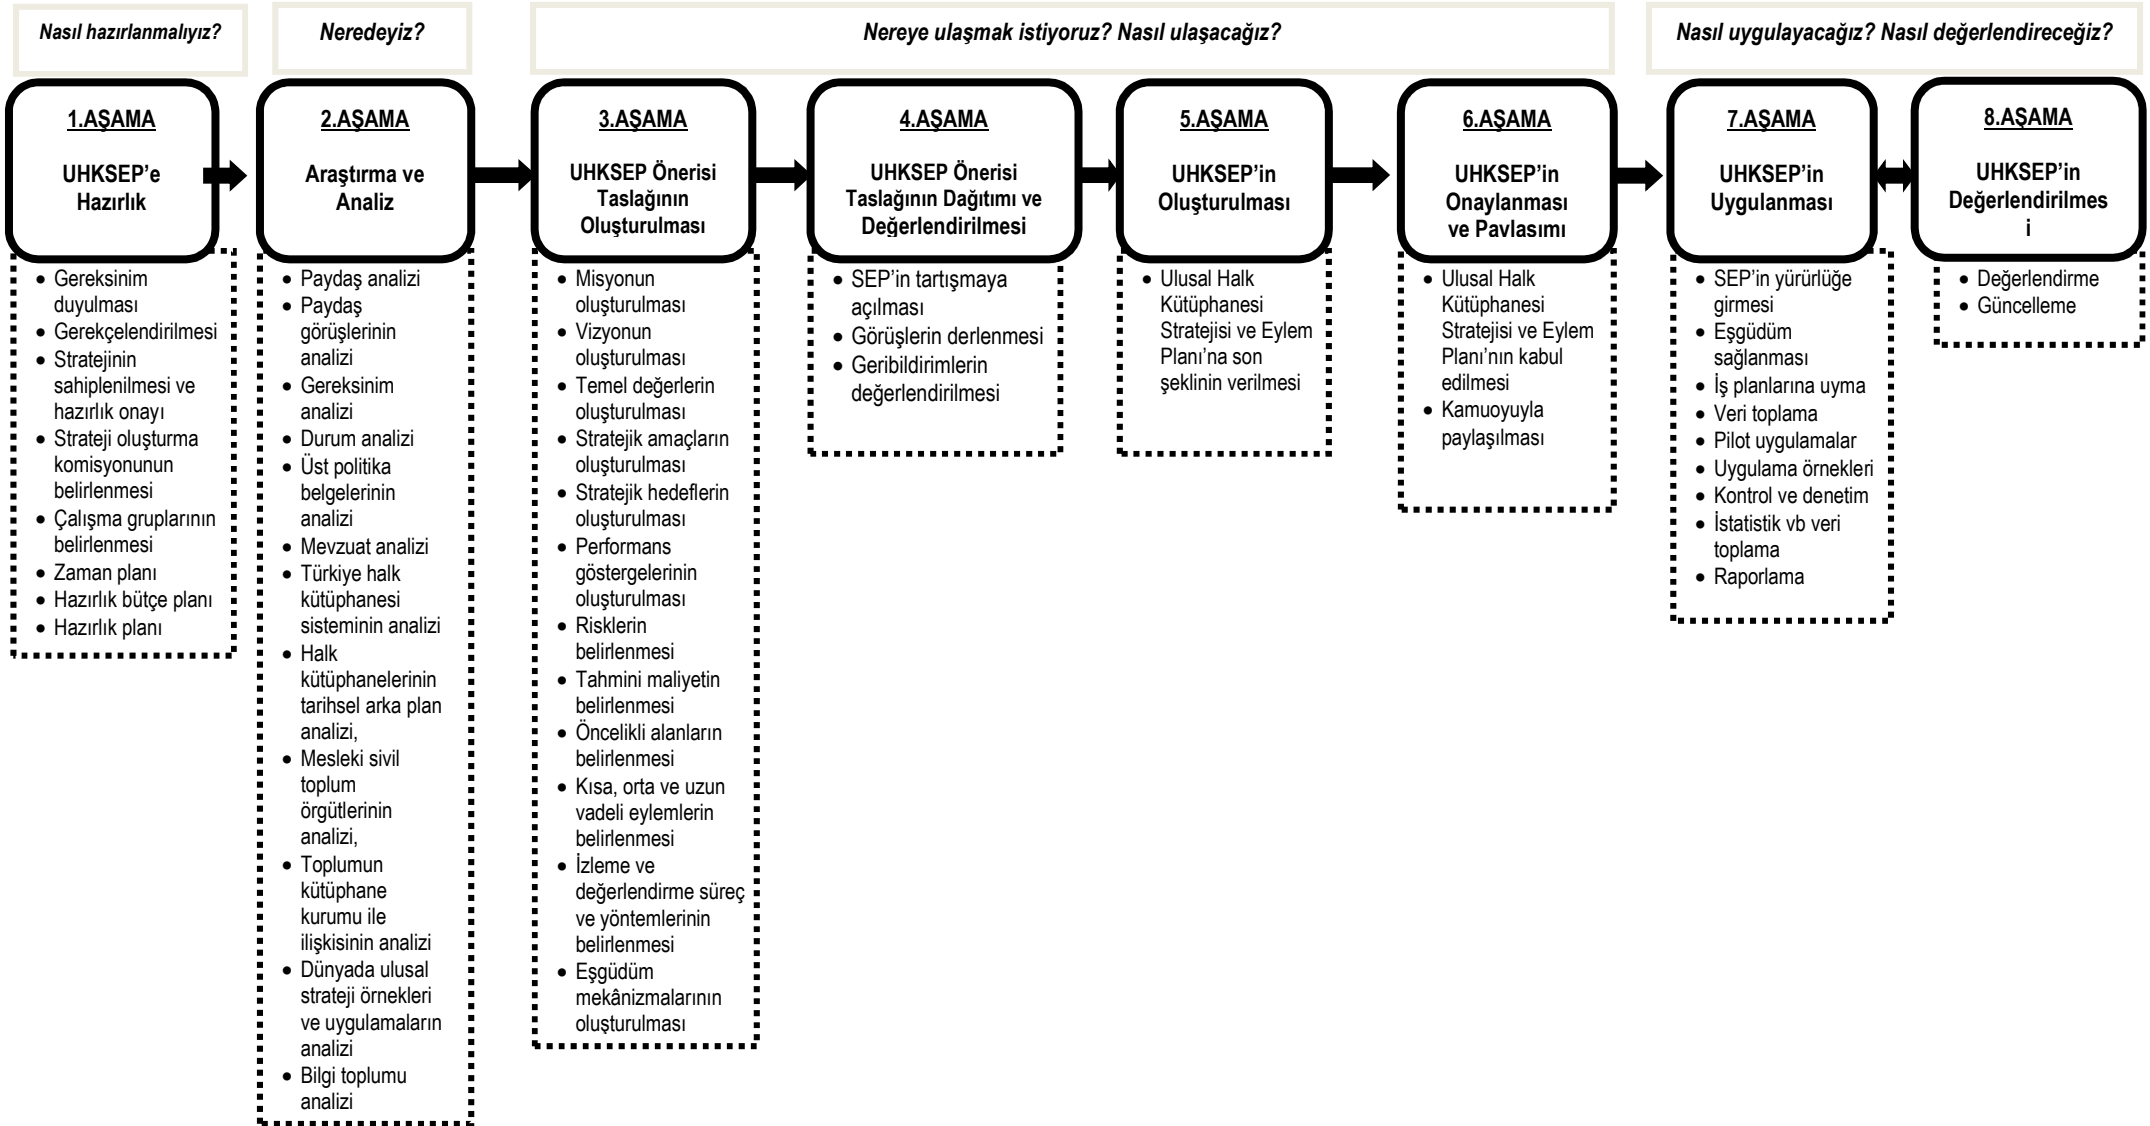 Nasıl hazırlanmalıyız?
Neredeyiz?
Nereye ulaşmak istiyoruz? Nasıl ulaşacağız?
Nasıl uygulayacağız? Nasıl değerlendireceğiz?
1.AŞAMA
UHKSEP’e
Hazırlık
• Gereksinim
duyulması
• Gerekçelendirilmesi
• Stratejinin
sahiplenilmesi ve
hazırlık onayı
• Strateji oluşturma
komisyonunun
belirlenmesi
• Çalışma gruplarının
belirlenmesi
• Zaman planı
• Hazırlık bütçe planı
• Hazırlık planı
2.AŞAMA
Araştırma ve
Analiz
• Paydaş analizi
• Paydaş
görüşlerinin
analizi
• Gereksinim
analizi
• Durum analizi
• Üst politika
belgelerinin
analizi
• Mevzuat analizi
• Türkiye halk
kütüphanesi
sisteminin analizi
• Halk
kütüphanelerinin
tarihsel arka plan
analizi,
• Mesleki sivil
toplum
örgütlerinin
analizi,
• Toplumun
kütüphane
kurumu ile
ilişkisinin analizi
• Dünyada ulusal
strateji örnekleri
ve uygulamaların
analizi
• Bilgi toplumu
analizi
3.AŞAMA
UHKSEP Önerisi
Taslağının
Oluşturulması
• Misyonun
oluşturulması
• Vizyonun
oluşturulması
• Temel değerlerin
oluşturulması
• Stratejik amaçların
oluşturulması
• Stratejik hedeflerin
oluşturulması
• Performans
göstergelerinin
oluşturulması
• Risklerin
belirlenmesi
• Tahmini maliyetin
belirlenmesi
• Öncelikli alanların
belirlenmesi
• Kısa, orta ve uzun
vadeli eylemlerin
belirlenmesi
• İzleme ve
değerlendirme süreç
ve yöntemlerinin
belirlenmesi
• Eşgüdüm
mekânizmalarının
oluşturulması
4.AŞAMA
UHKSEP Önerisi
Taslağının Dağıtımı ve
Değerlendirilmesi
• SEP’in tartışmaya
açılması
• Görüşlerin derlenmesi
• Geribildirimlerin
değerlendirilmesi
5.AŞAMA
UHKSEP’in
Oluşturulması
• Ulusal Halk
Kütüphanesi
Stratejisi ve Eylem
Planı’na son
şeklinin verilmesi
6.AŞAMA
UHKSEP’in
Onaylanması
ve Pavlasımı
• Ulusal Halk
Kütüphanesi
Stratejisi ve Eylem
Planı’nın kabul
edilmesi
• Kamuoyuyla
paylaşılması
7.AŞAMA
UHKSEP’in
Uygulanması
• SEP’in yürürlüğe
girmesi
• Eşgüdüm
sağlanması
• İş planlarına uyma
• Veri toplama
• Pilot uygulamalar
• Uygulama örnekleri
• Kontrol ve denetim
• İstatistik vb veri
toplama
• Raporlama
8.AŞAMA
UHKSEP’in
Değerlendirilmes
i
• Değerlendirme
• Güncelleme